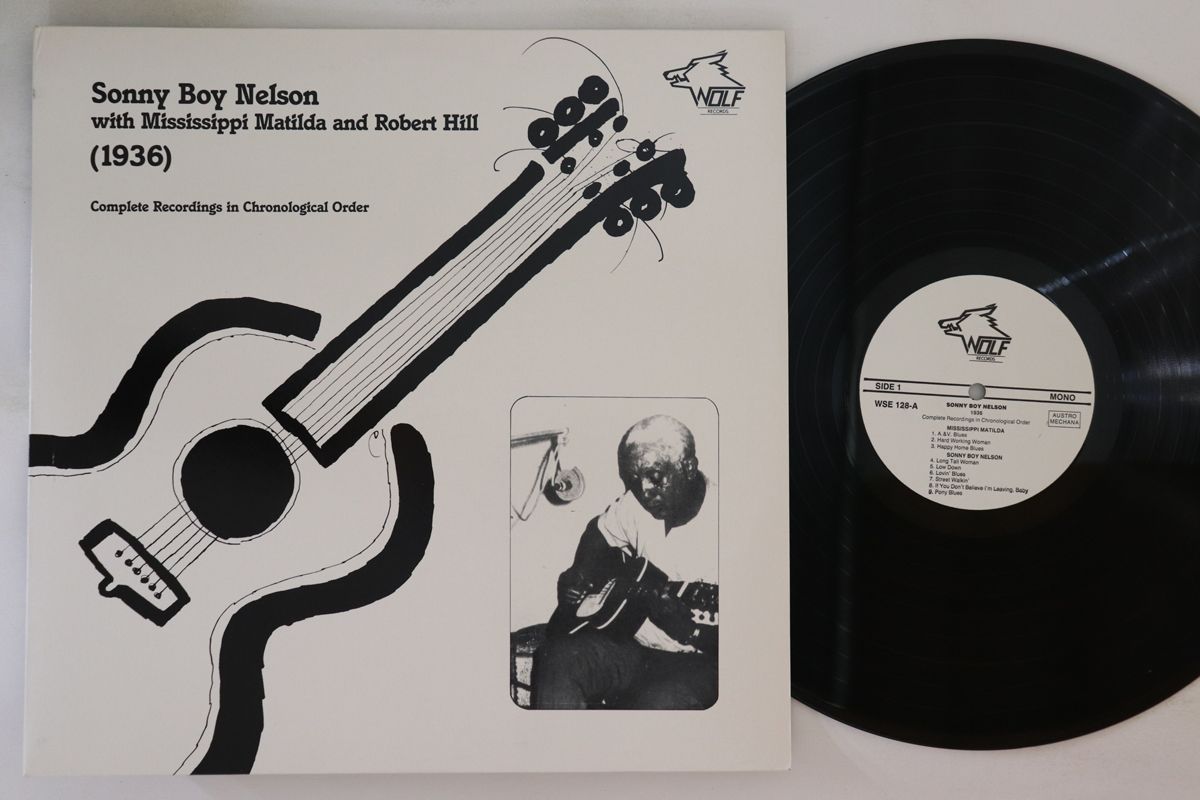 Sonny Boy Nelson
with Mississippi Matilda and Robert Hill
(1936)
Complete Recordings in Chronological Order
WOLF
RECORDS
WOLF
RECORDS
SIDE 1
MONO
WSE 128-A
SONNY BOY NELSON
1936
Complete Recordings in Chronological Order
AUSTRO
MECHANA
MISSISSIPPI MATILDA
1. A &V. Blues
2. Hard Working Woman
3. Happy Home Blues
SONNY BOY NELSON
4. Long Tall Woman
5. Low Down
6. Lovin' Blues
7. Street Walkin'
8. If You Don't Believe I'm Leaving, Baby
9. Pony Blues